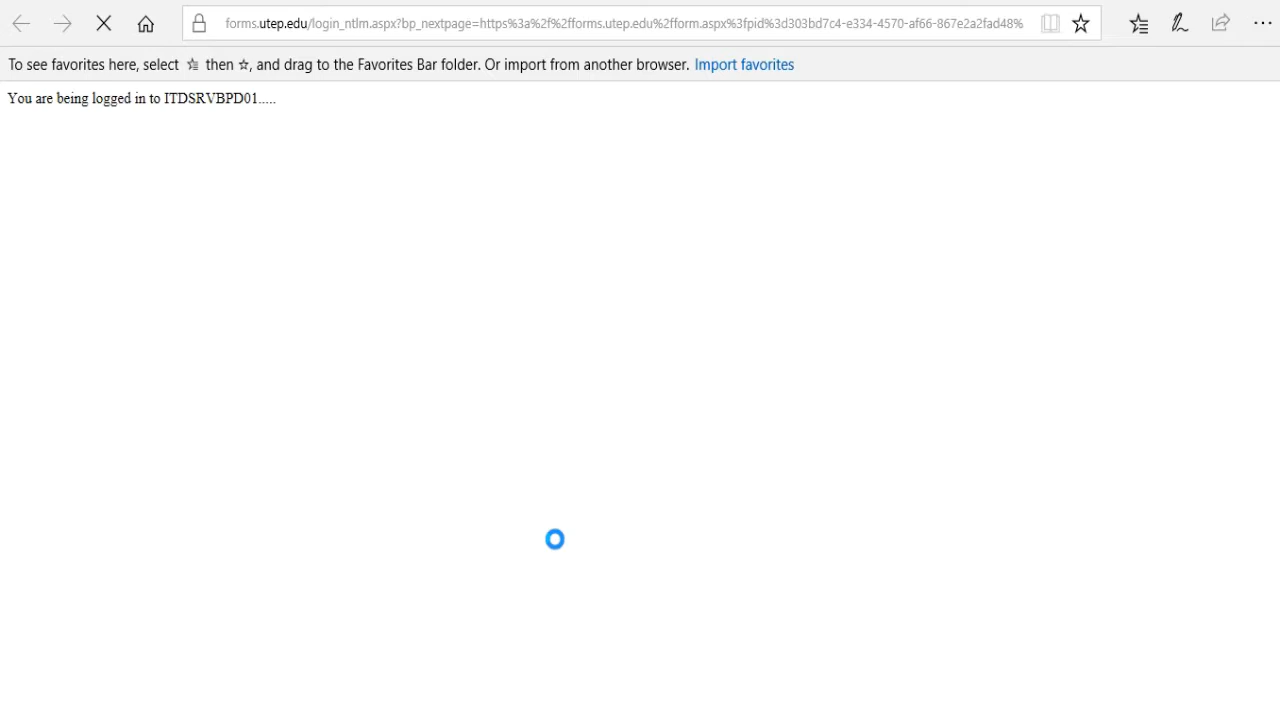 forms.utep.edu/login_ntlm.aspx?bp_nextpage=https%3a%2f%2fforms.utep.edu%2fform.aspx%3fpid%3d303bd7c4-e334-4570-af66-867e2a2fad48%
To see favorites here, select then , and drag to the Favorites Bar folder. Or import from another browser. Import favorites
You are being logged in to ITDSRVBPD01.....